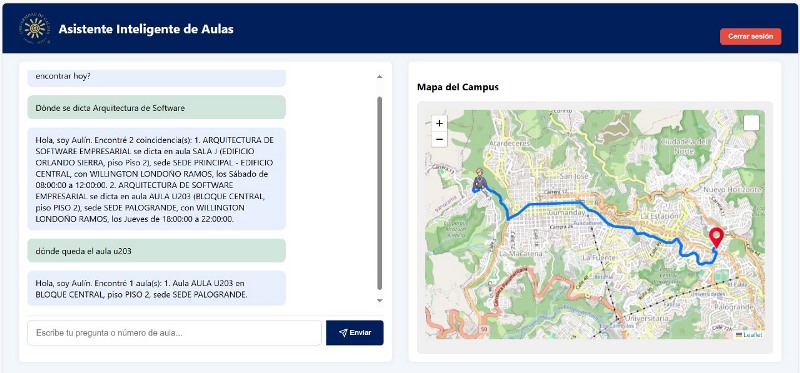 Asistente Inteligente de Aulas
Cerrar sesión
encontrar hoy?
Dónde se dicta Arquitectura de Software
Hola, soy Aulín. Encontré 2 coincidencia(s): 1. ARQUITECTURA DE
SOFTWARE EMPRESARIAL se dicta en aula SALA J (EDIFICIO
ORLANDO SIERRA, piso Piso 2), sede SEDE PRINCIPAL - EDIFICIO
CENTRAL, con WILLINGTON LONDOÑO RAMOS, los Sábado de
08:00:00 a 12:00:00. 2. ARQUITECTURA DE SOFTWARE
EMPRESARIAL se dicta en aula AULA U203 (BLOQUE CENTRAL,
piso PISO 2), sede SEDE PALOGRANDE, con WILLINGTON
LONDOÑO RAMOS, los Jueves de 18:00:00 a 22:00:00.
dónde queda el aula u203
Hola, soy Aulín. Encontré 1 aula(s): 1. Aula AULA U203 en
BLOQUE CENTRAL, piso PISO 2, sede SEDE PALOGRANDE.
Escribe tu pregunta o número de aula...
Enviar
Mapa del Campus
+
−
Acardeceres
San José
Carrera 12
Nuevo Horizonte
Gumanday
La Estación
La Macarena
La Fuente
Universitaria
Palogrande
50
Leaflet